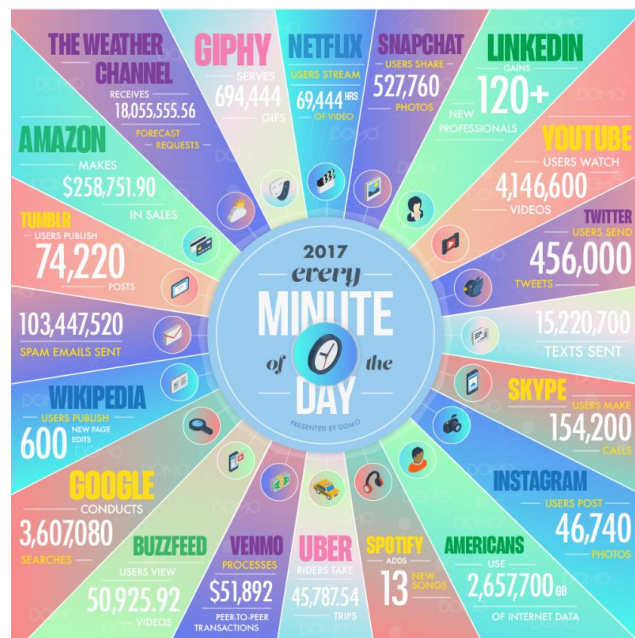 THE WEATHER
CHANNEL
RECEIVES
18,055,555.56
FORECAST
REQUESTS
GIPHY
SERVES
694,444
GIFS
NETFLIX
USERS STREAM
69,444 HRS
OF VIDEO
SNAPCHAT
USERS SHARE
527,760
PHOTOS
LINKEDIN
GAINS
120+
NEW
PROFESSIONALS
YOUTUBE
USERS WATCH
4,146,600
VIDEOS
TWITTER
USERS SEND
456,000
TWEETS
15,220,700
TEXTS SENT
SKYPE
USERS MAKE
154,200
CALLS
INSTAGRAM
USERS POST
46,740
PHOTOS
AMERICANS
USE
2,657,700 GB
OF INTERNET DATA
SPOTIFY
ADDS
13 NEW
SONGS
UBER
RIDERS TAKE
45,787.54
TRIPS
VENMO
PROCESSES
$51,892
PEER-TO-PEER
TRANSACTIONS
BUZZFEED
USERS VIEW
50,925.92
VIDEOS
GOOGLE
CONDUCTS
3,607,080
SEARCHES
WIKIPEDIA
USERS PUBLISH
600 NEW PAGE
EDITS
103,447,520
SPAM EMAILS SENT
TUMBLR
USERS PUBLISH
74,220
POSTS
AMAZON
MAKES
$258,751.90
IN SALES
2017
every
MINUTE
of the
DAY
PRESENTED BY DOMO
DOMO